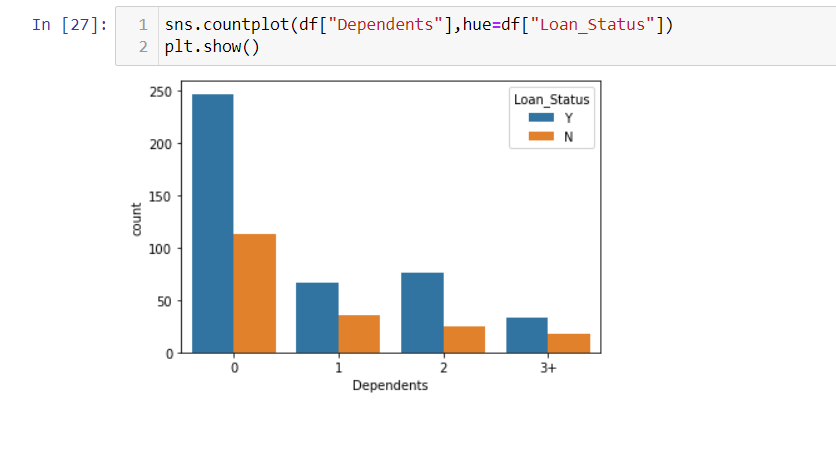 In [27]:
1 sns.countplot(df["Dependents"],hue=df["Loan_Status"])
2 plt.show()
Loan_Status
Y
N
250
200
150
100
50
0
count
0 1 2 3+
Dependents